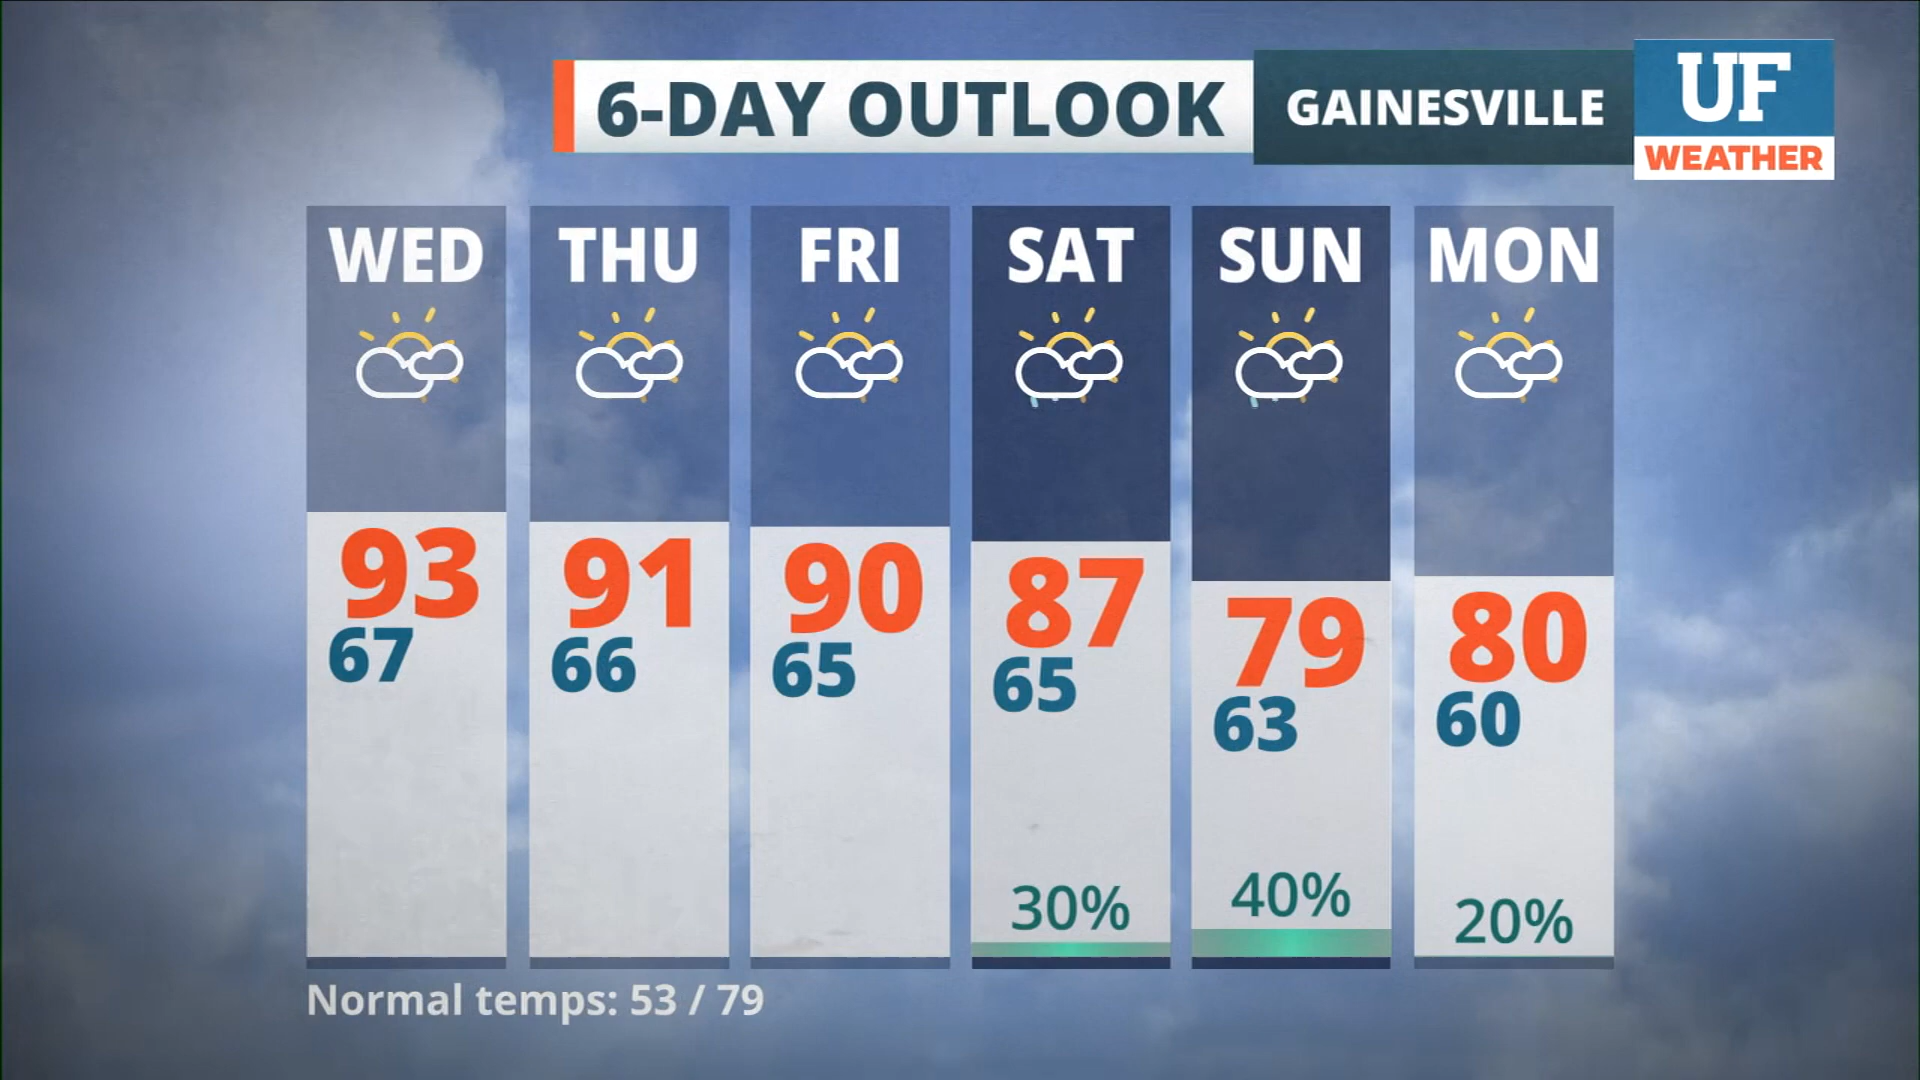 6-DAY OUTLOOK GAINESVILLE UF
WEATHER
WED THU FRI SAT SUN MON
93 91 90 87 79 80
67 66 65 65 63 60
30% 40% 20%
Normal temps: 53 / 79